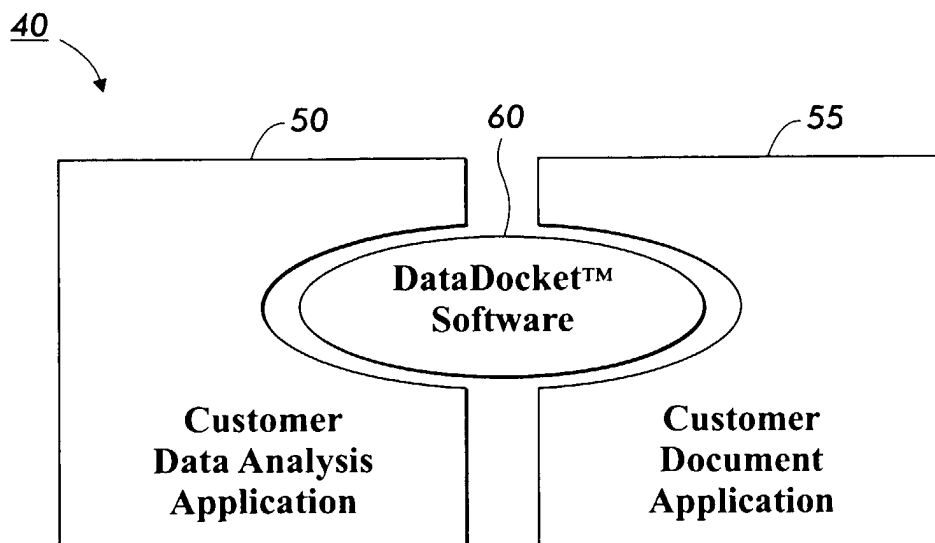 40
50
60
55
DataDocket™
Software
Customer
Data Analysis
Application
Customer
Document
Application